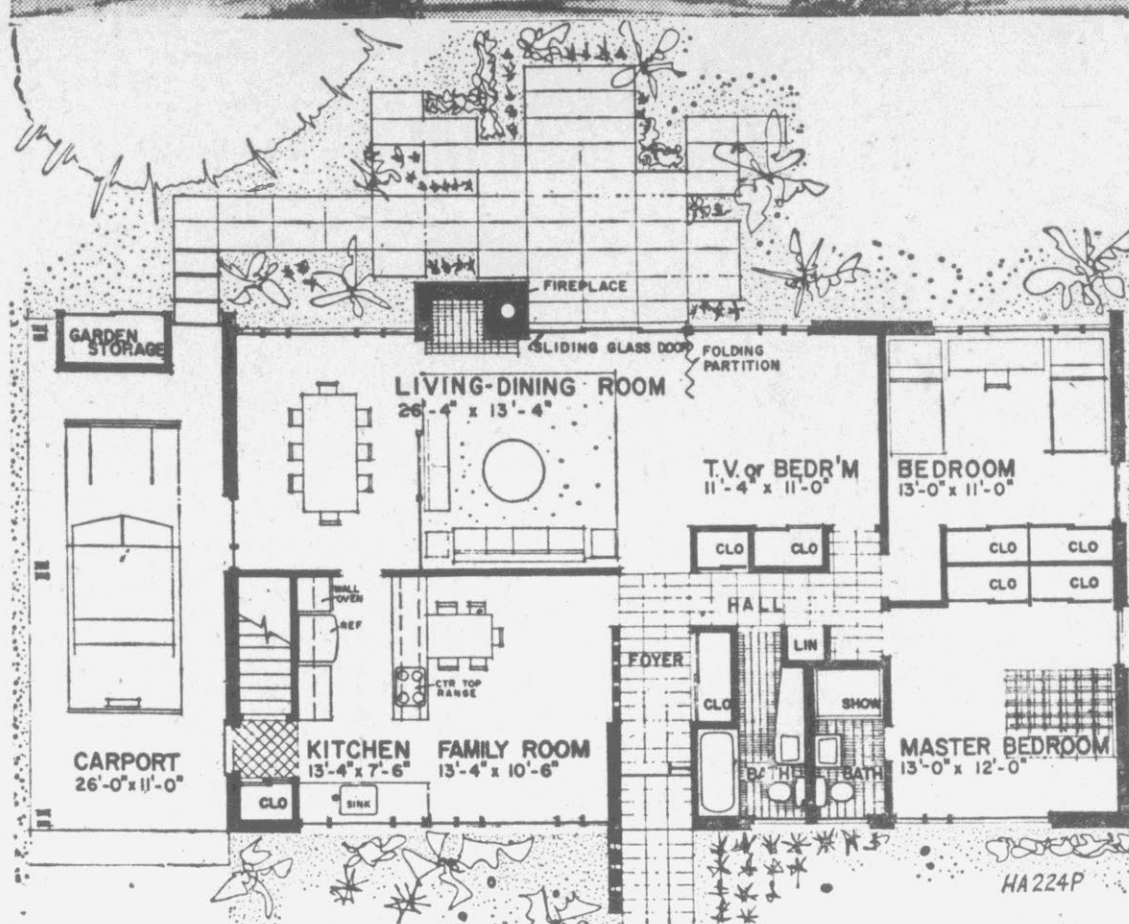 FIREPLACE
GARDEN
STORAGE
SLIDING GLASS DOOR
FOLDING
PARTITION
LIVING-DINING ROOM
26'-4" x 13'-4"
T.V. or BEDR'M
11'-4" x 11'-0"
BEDROOM
13'-0" x 11'-0"
CLO
CLO
CLO
CLO
CLO
CLO
WALL
OVEN
REF
HALL
LIN
FOYER
CTR TOP
RANGE
CLO
SHOW
CARPORT
26'-0" x 11'-0"
KITCHEN
13'-4" x 7'-6"
FAMILY ROOM
13'-4" x 10'-6"
BATH
BATH
MASTER BEDROOM
13'-0" x 12'-0"
CLO
SINK
HA224P